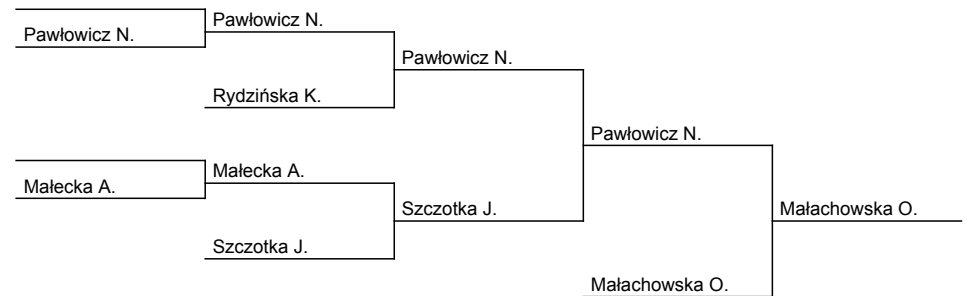 Pawłowicz N.
Pawłowicz N.
Pawłowicz N.
Rydzińska K.
Pawłowicz N.
Małecka A.
Małecka A.
Szczotka J.
Małachowska O.
Szczotka J.
Małachowska O.